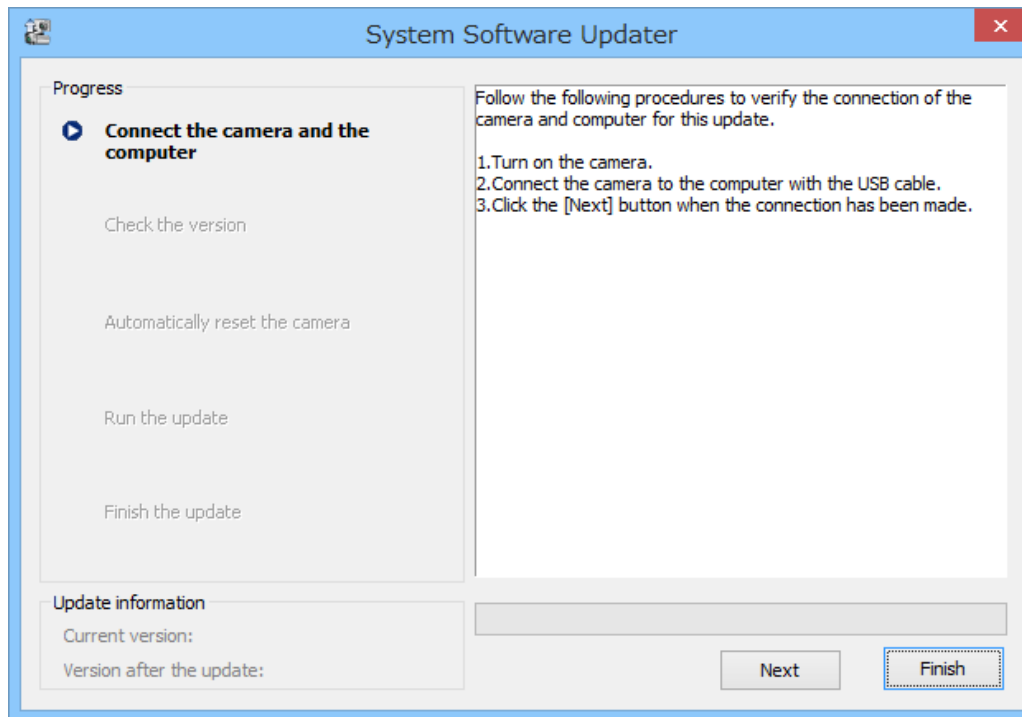 System Software Updater
Progress
Connect the camera and the
computer
Check the version
Automatically reset the camera
Run the update
Finish the update
Follow the following procedures to verify the connection of the
camera and computer for this update.
1.Turn on the camera.
2.Connect the camera to the computer with the USB cable.
3.Click the [Next] button when the connection has been made.
Update information
Current version:
Version after the update:
Next
Finish